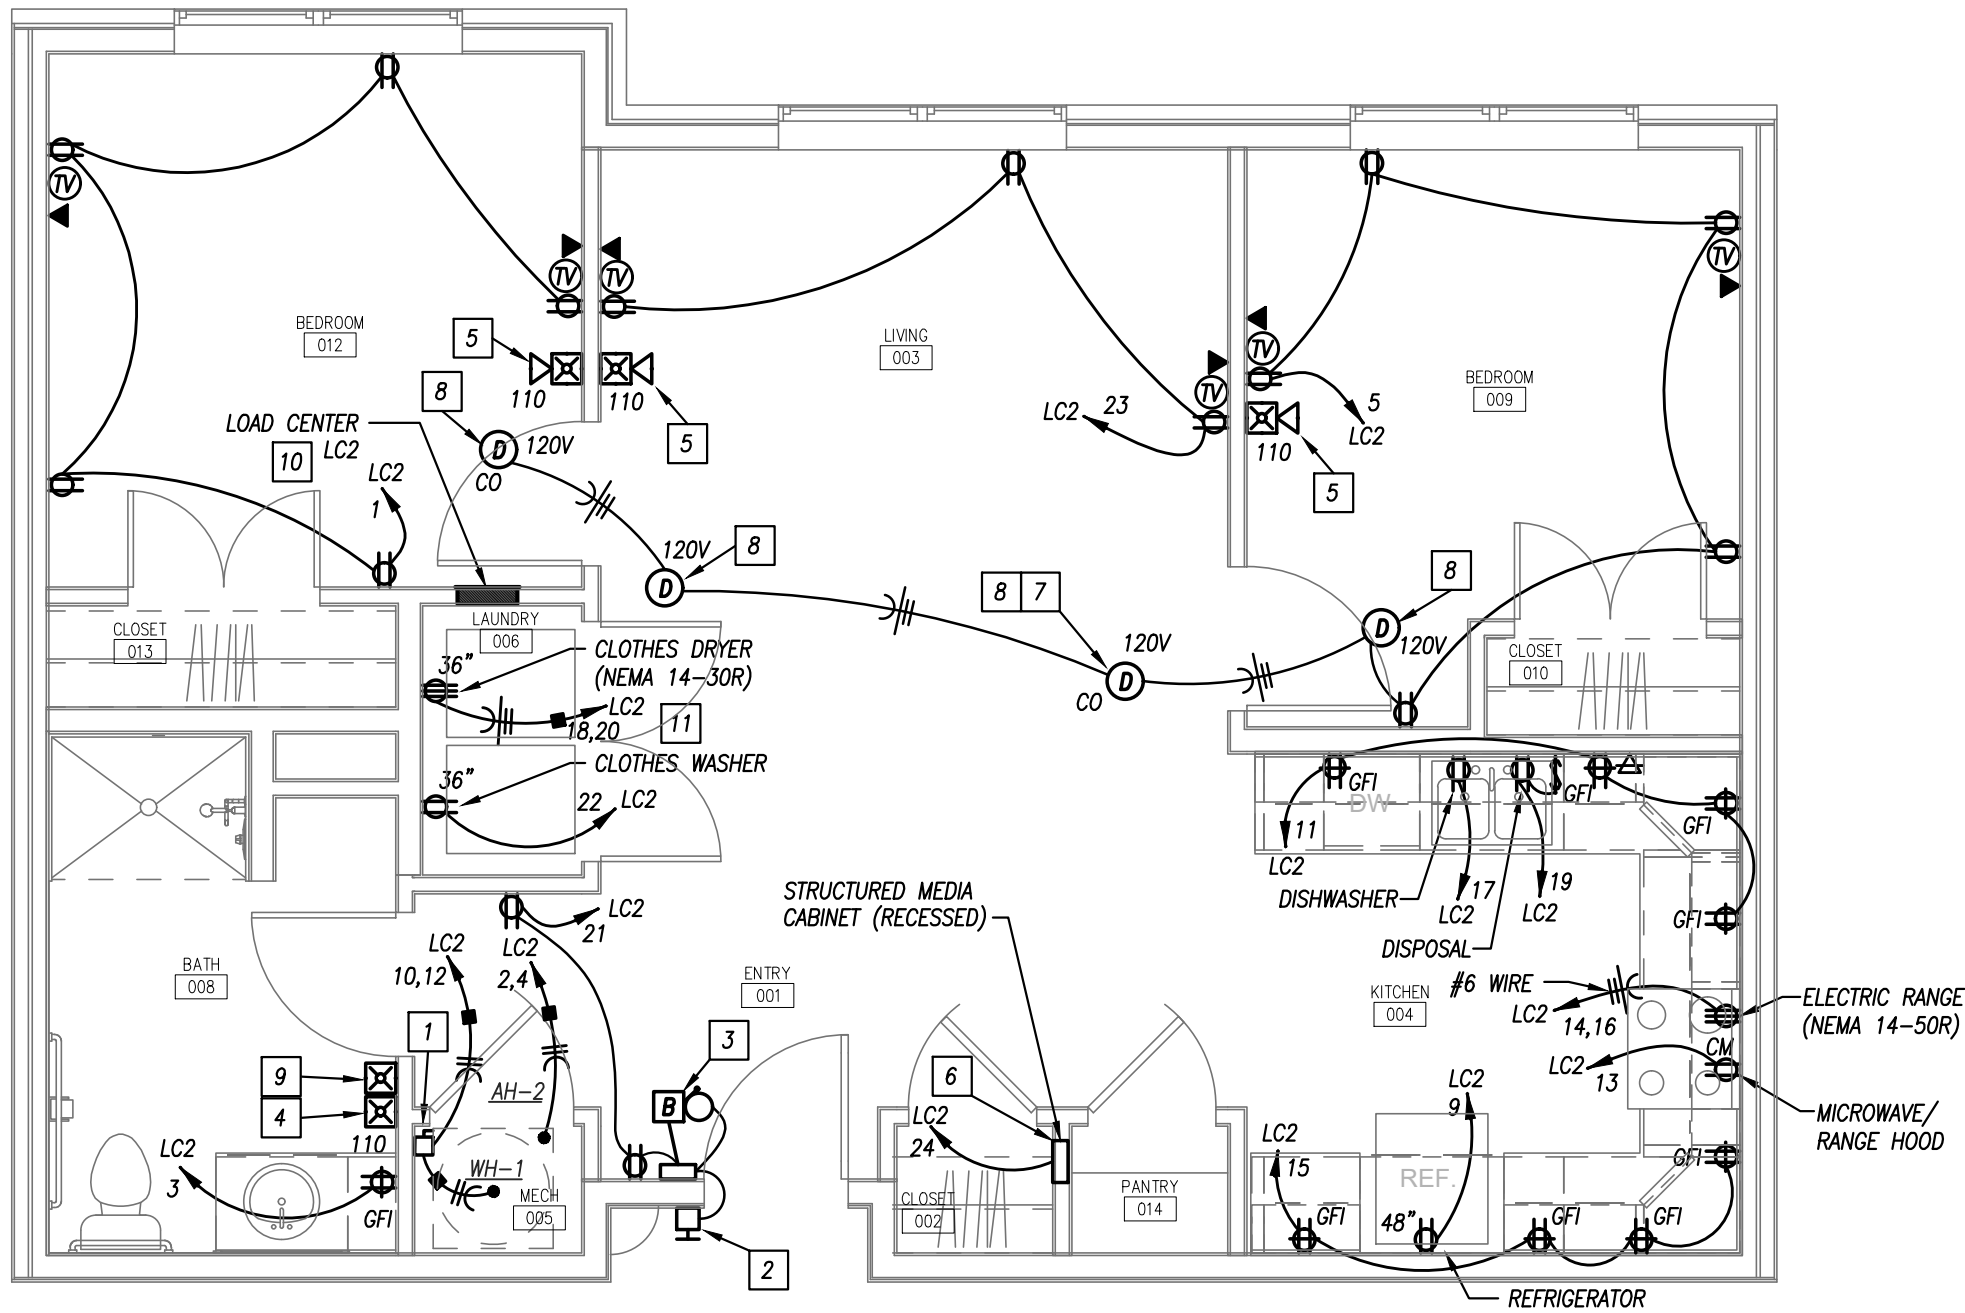 TV
TV
TV
TV
BEDROOM
012
LIVING
003
5
TV
TV
BEDROOM
009
110
110
8
5
LOAD CENTER
LC2
10
D
120V
CO
LC2
1
LC2
23
5
LC2
110
5
120V
8
D
8
7
120V
D
CO
8
D
120V
CLOSET
013
LAUNDRY
006
36"
CLOTHES DRYER
(NEMA 14-30R)
LC2
18,20
11
CLOSET
010
36"
CLOTHES WASHER
22
LC2
GFI
DW
GFI
$
GFI
11
LC2
DISHWASHER
17
LC2
19
LC2
GFI
DISPOSAL
STRUCTURED MEDIA
CABINET (RECESSED)
LC2
21
LC2
10,12
LC2
2,4
BATH
008
ENTRY
001
#6 WIRE
LC2
14,16
KITCHEN
004
ELECTRIC RANGE
(NEMA 14-50R)
CM
LC2
13
MICROWAVE/
RANGE HOOD
1
3
9
4
110
B
AH-2
6
LC2
24
LC2
9
LC2
15
GFI
LC2
3
GFI
WH-1
MECH
005
CLOSET
002
PANTRY
014
REF.
GFI
48"
GFI
GFI
2
REFRIGERATOR